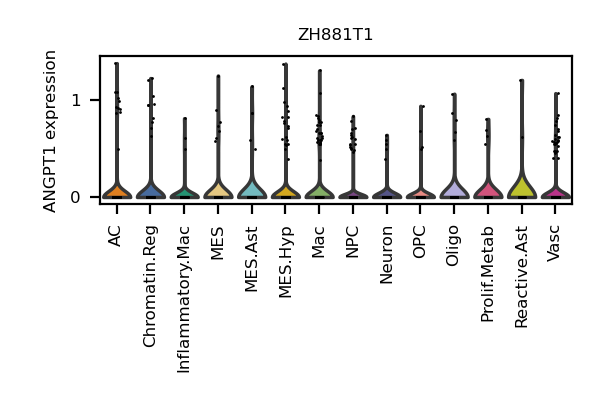 ZH881T1
ANGPT1 expression
1
0
AC
Chromatin.Reg
Inflammatory.Mac
MES
MES.Ast
MES.Hyp
Mac
NPC
Neuron
OPC
Oligo
Prolif.Metab
Reactive.Ast
Vasc